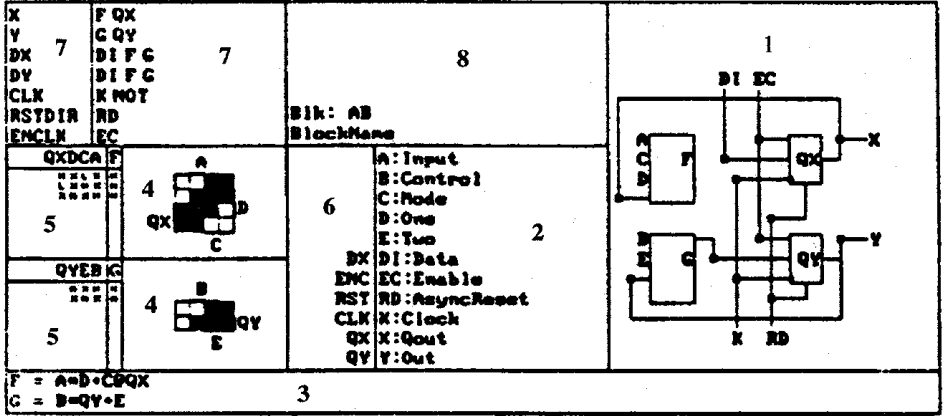 X F QX
Y G QY
DX DI F G
DY DI F G
CLK K NOT
RSTDIR RD
ENCLK EC
7
7
8
Blk: AB
BlockName
1
DI EC
A
C
D
F
QX
X
B
E
G
QY
Y
K RD
QXDCA F
5
4
A
QX
D
C
QYEB G
5
4
B
QY
E
6
2
A:Input
B:Control
C:Mode
D:One
E:Two
DX DI:Data
ENC EC:Enable
RST RD:AsyncReset
CLK K:Clock
QX X:Qout
QY Y:Out
F = A*D+C@QX
G = B*QY+E
3